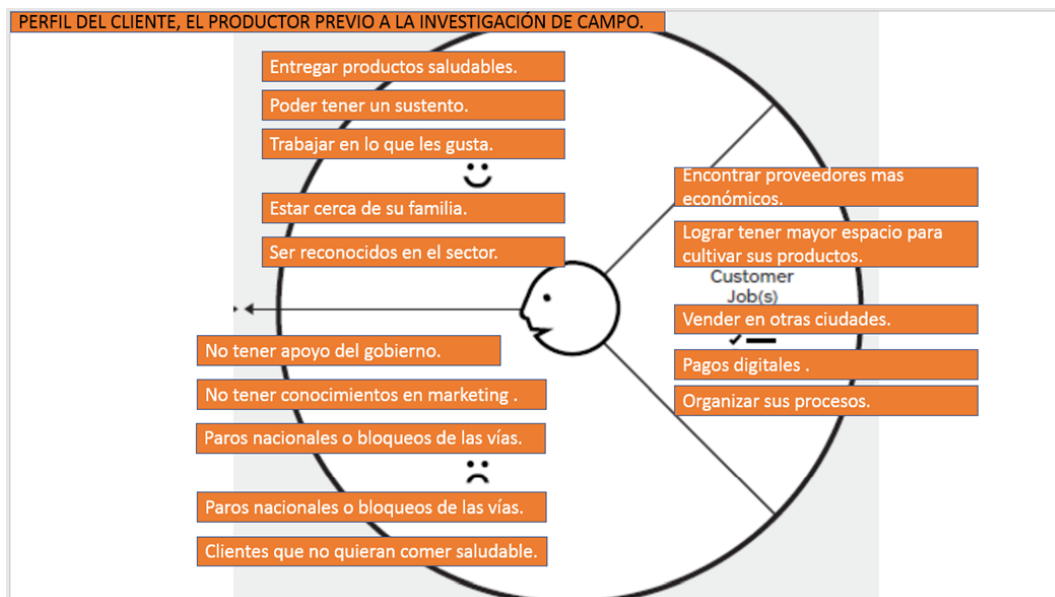 PERFIL DEL CLIENTE, EL PRODUCTOR PREVIO A LA INVESTIGACIÓN DE CAMPO.
Entregar productos saludables.
Poder tener un sustento.
Trabajar en lo que les gusta.
Estar cerca de su familia.
Ser reconocidos en el sector.
Encontrar proveedores mas
económicos.
Lograr tener mayor espacio para
cultivar sus productos.
Customer
Job(s)
Vender en otras ciudades.
Pagos digitales .
Organizar sus procesos.
No tener apoyo del gobierno.
No tener conocimientos en marketing .
Paros nacionales o bloqueos de las vías.
Paros nacionales o bloqueos de las vías.
Clientes que no quieran comer saludable.